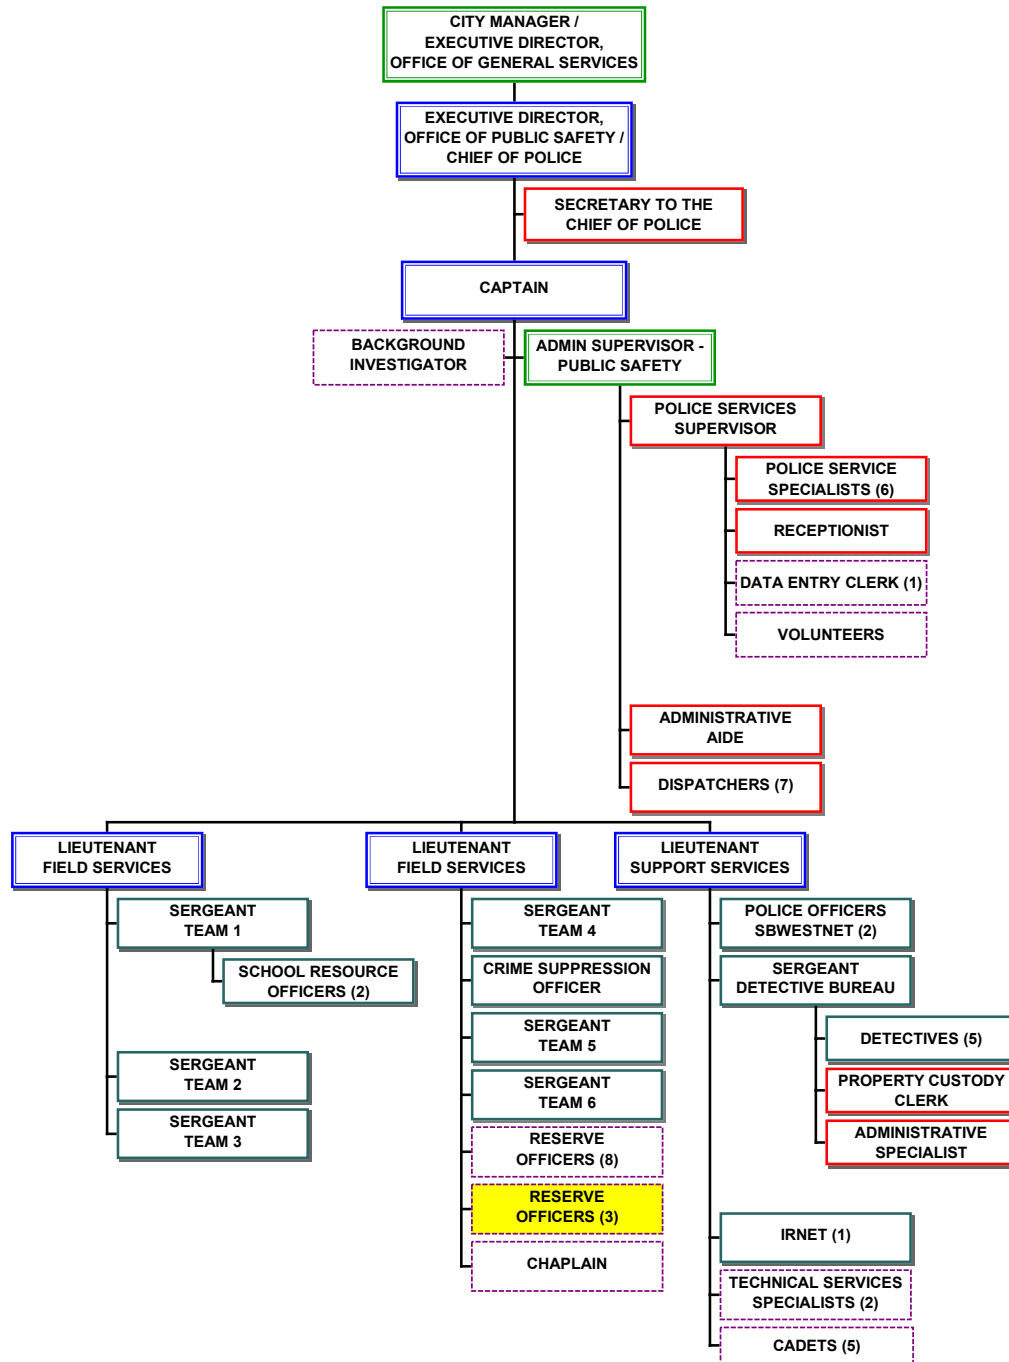 CITY MANAGER /
EXECUTIVE DIRECTOR,
OFFICE OF GENERAL SERVICES
EXECUTIVE DIRECTOR,
OFFICE OF PUBLIC SAFETY /
CHIEF OF POLICE
SECRETARY TO THE
CHIEF OF POLICE
CAPTAIN
BACKGROUND
INVESTIGATOR
ADMIN SUPERVISOR -
PUBLIC SAFETY
POLICE SERVICES
SUPERVISOR
POLICE SERVICE
SPECIALISTS (6)
RECEPTIONIST
DATA ENTRY CLERK (1)
VOLUNTEERS
ADMINISTRATIVE
AIDE
DISPATCHERS (7)
LIEUTENANT
FIELD SERVICES
SERGEANT
TEAM 1
SCHOOL RESOURCE
OFFICERS (2)
SERGEANT
TEAM 2
SERGEANT
TEAM 3
LIEUTENANT
FIELD SERVICES
SERGEANT
TEAM 4
CRIME SUPPRESSION
OFFICER
SERGEANT
TEAM 5
SERGEANT
TEAM 6
RESERVE
OFFICERS (8)
RESERVE
OFFICERS (3)
CHAPLAIN
LIEUTENANT
SUPPORT SERVICES
POLICE OFFICERS
SBWESTNET (2)
SERGEANT
DETECTIVE BUREAU
DETECTIVES (5)
PROPERTY CUSTODY
CLERK
ADMINISTRATIVE
SPECIALIST
IRNET (1)
TECHNICAL SERVICES
SPECIALISTS (2)
CADETS (5)